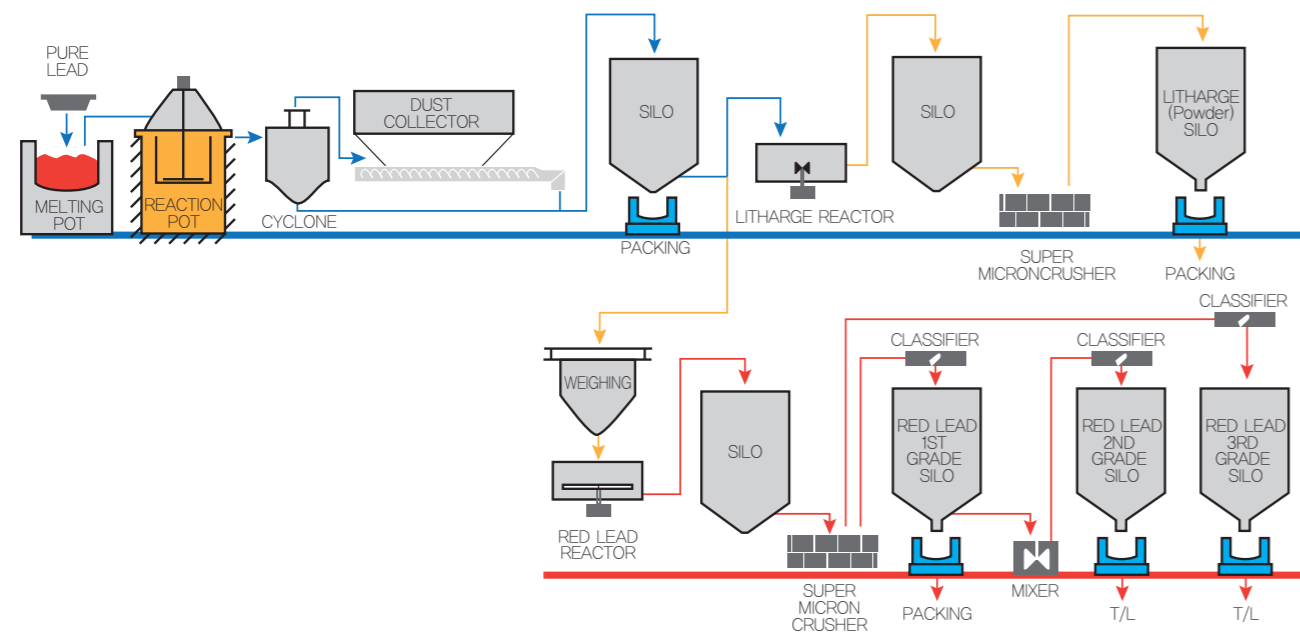 PURE
LEAD
MELTING
POT
REACTION
POT
CYCLONE
DUST
COLLECTOR
SILO
PACKING
LITHARGE REACTOR
SILO
SUPER
MICRONCRUSHER
LITHARGE
(Powder)
SILO
PACKING
WEIGHING
RED LEAD
REACTOR
SILO
SUPER
MICRON
CRUSHER
CLASSIFIER
RED LEAD
1ST
GRADE
SILO
PACKING
MIXER
CLASSIFIER
RED LEAD
2ND
GRADE
SILO
T/L
CLASSIFIER
RED LEAD
3RD
GRADE
SILO
T/L